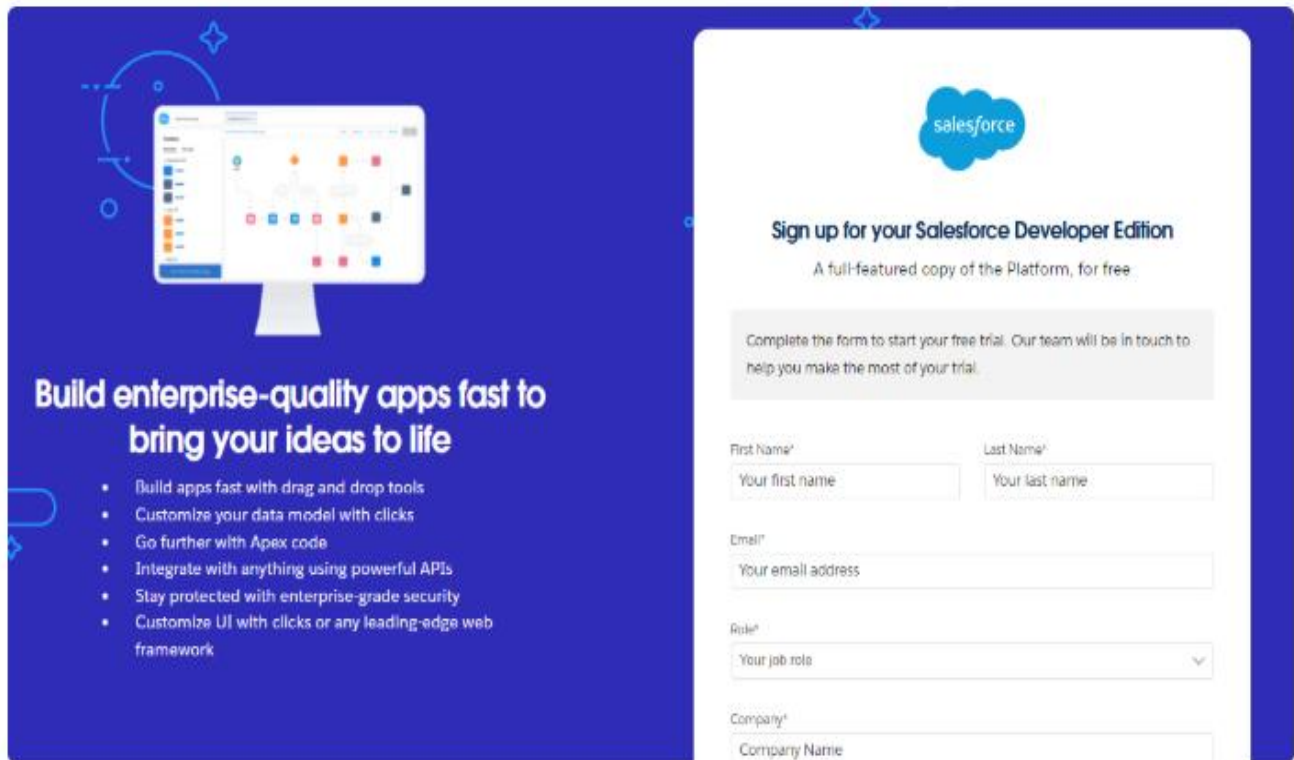 Build enterprise-quality apps fast to
bring your ideas to life
Build apps fast with drag and drop tools
Customize your data model with clicks
Go further with Apex code
Integrate with anything using powerful APIs
Stay protected with enterprise-grade security
Customize UI with clicks or any leading-edge web
framework
salesforce
Sign up for your Salesforce Developer Edition
A full-featured copy of the Platform, for free
Complete the form to start your free trial. Our team will be in touch to
help you make the most of your trial.
First Name* Last Name*
Your first name Your last name
Email*
Your email address
Role*
Your job role
Company*
Company Name